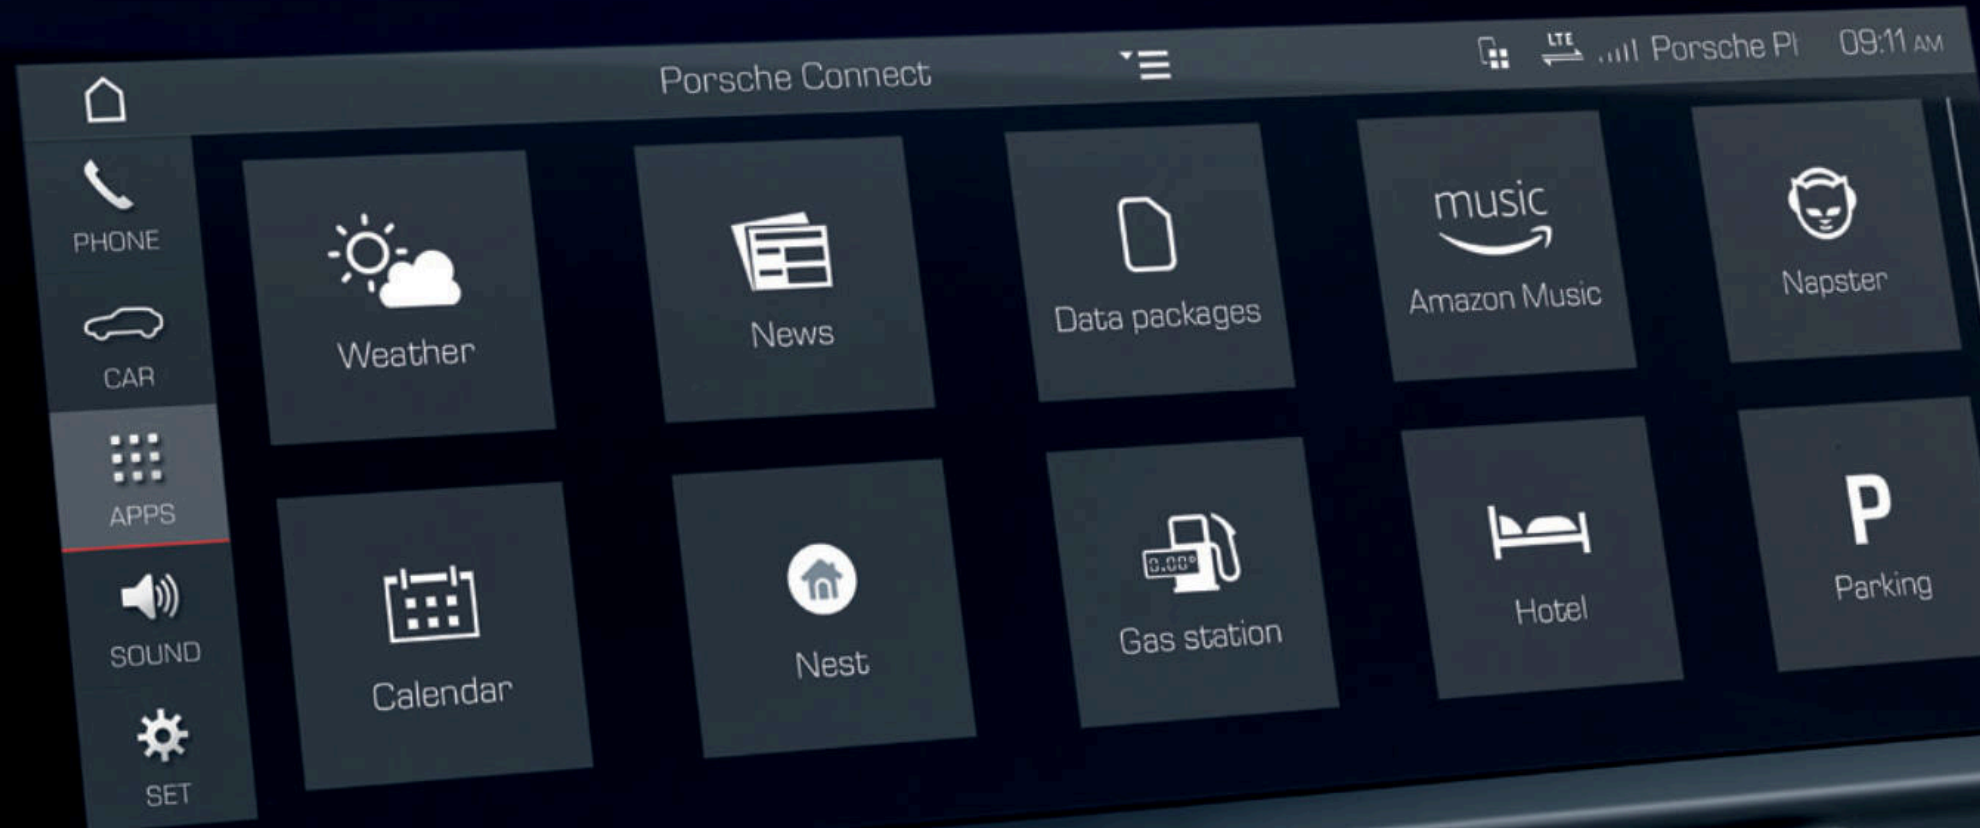 Porsche Connect
LTE
Porsche Pl
09:11 AM
PHONE
CAR
APPS
SOUND
SET
Weather
News
Data packages
music
Amazon Music
Napster
Calendar
Nest
0.00⁰
Gas station
Hotel
P
Parking